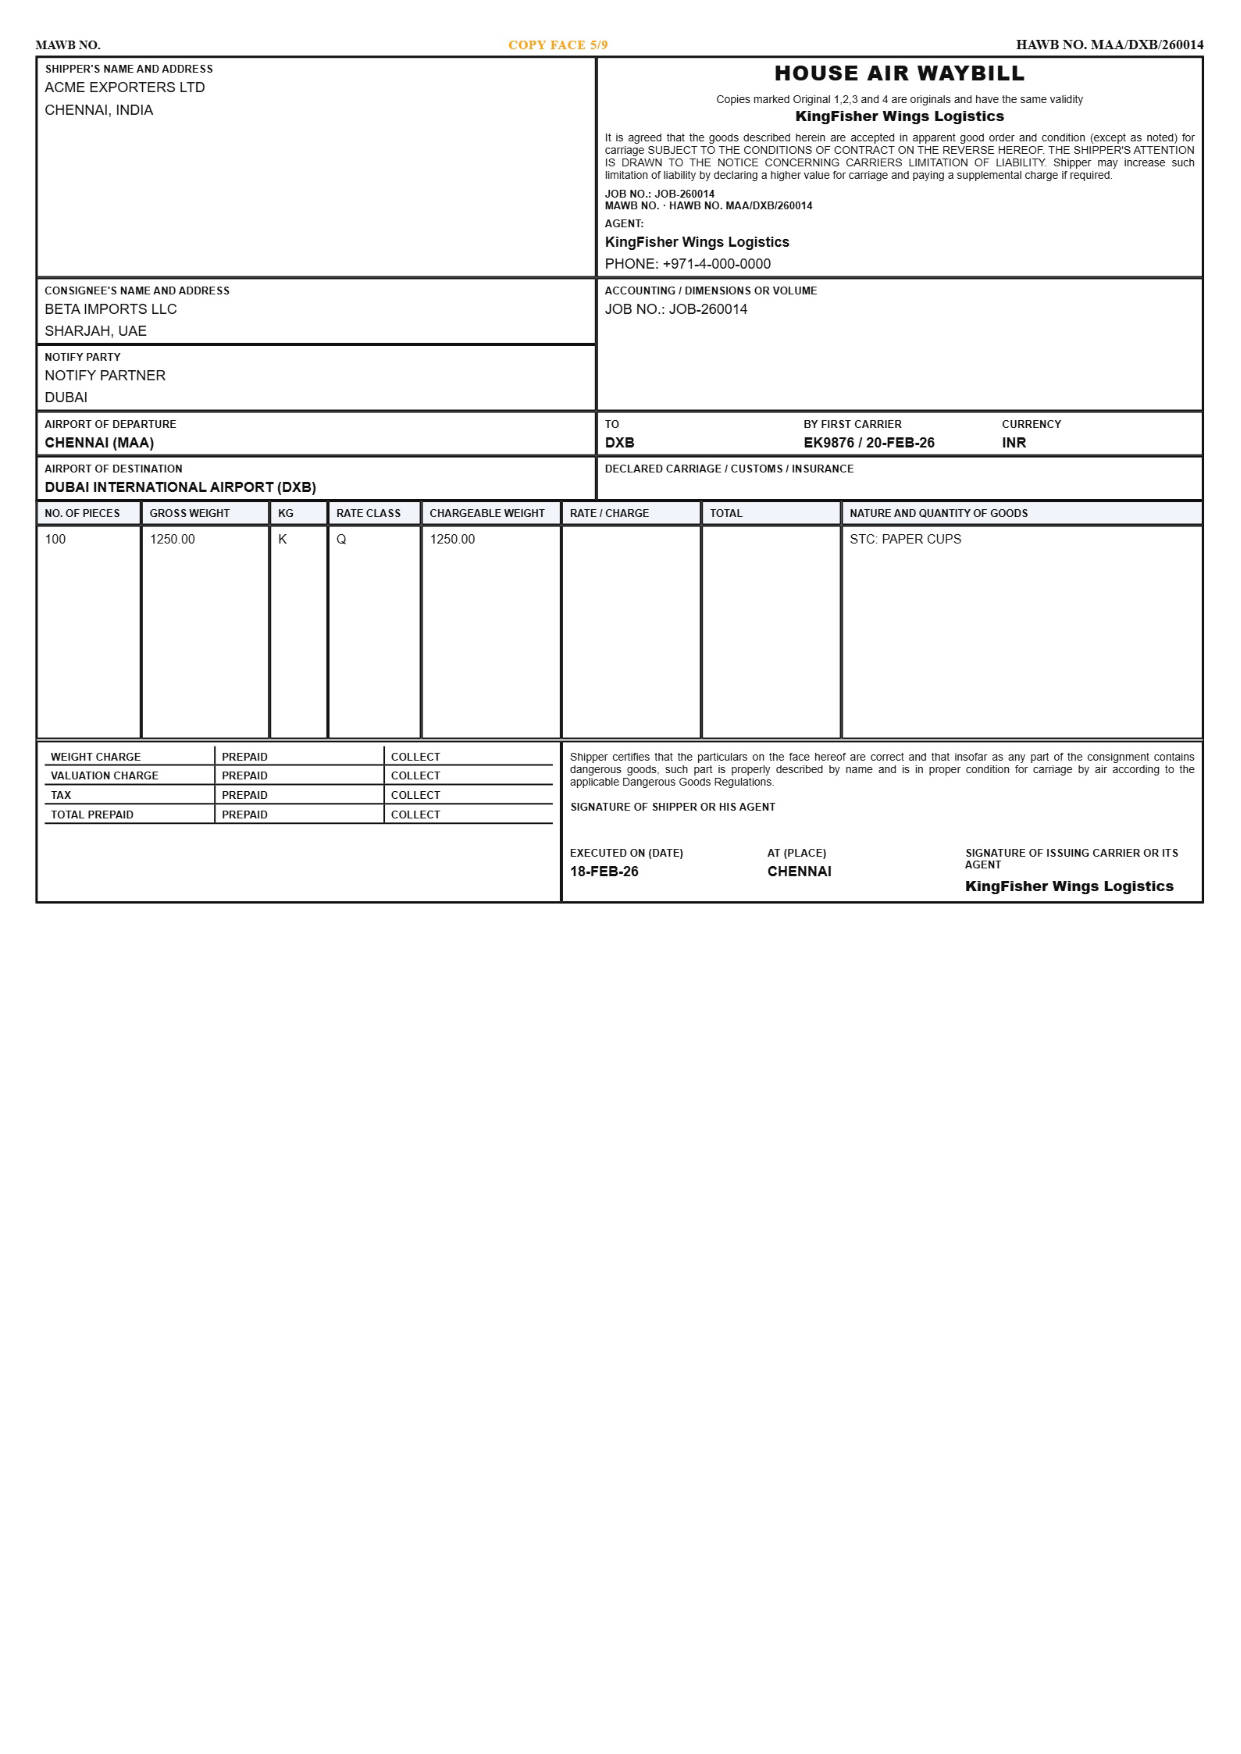 MAWB NO. COPY FACE 5/9 HAWB NO. MAA/DXB/260014
SHIPPER'S NAME AND ADDRESS
ACME EXPORTERS LTD
CHENNAI, INDIA
HOUSE AIR WAYBILL
Copies marked Original 1,2,3 and 4 are originals and have the same validity
KingFisher Wings Logistics
It is agreed that the goods described herein are accepted in apparent good order and condition (except as noted) for
carriage SUBJECT TO THE CONDITIONS OF CONTRACT ON THE REVERSE HEREOF. THE SHIPPER'S ATTENTION
IS DRAWN TO THE NOTICE CONCERNING CARRIERS LIMITATION OF LIABILITY. Shipper may increase such
limitation of liability by declaring a higher value for carriage and paying a supplemental charge if required.
JOB NO.: JOB-260014
MAWB NO. · HAWB NO. MAA/DXB/260014
AGENT:
KingFisher Wings Logistics
PHONE: +971-4-000-0000
CONSIGNEE'S NAME AND ADDRESS
BETA IMPORTS LLC
SHARJAH, UAE
ACCOUNTING / DIMENSIONS OR VOLUME
JOB NO.: JOB-260014
NOTIFY PARTY
NOTIFY PARTNER
DUBAI
AIRPORT OF DEPARTURE
CHENNAI (MAA)
TO BY FIRST CARRIER CURRENCY
DXB EK9876 / 20-FEB-26 INR
AIRPORT OF DESTINATION
DUBAI INTERNATIONAL AIRPORT (DXB)
DECLARED CARRIAGE / CUSTOMS / INSURANCE
NO. OF PIECES GROSS WEIGHT KG RATE CLASS CHARGEABLE WEIGHT RATE / CHARGE TOTAL NATURE AND QUANTITY OF GOODS
100 1250.00 K Q 1250.00 STC: PAPER CUPS
WEIGHT CHARGE PREPAID COLLECT
VALUATION CHARGE PREPAID COLLECT
TAX PREPAID COLLECT
TOTAL PREPAID PREPAID COLLECT
Shipper certifies that the particulars on the face hereof are correct and that insofar as any part of the consignment contains
dangerous goods, such part is properly described by name and is in proper condition for carriage by air according to the
applicable Dangerous Goods Regulations.
SIGNATURE OF SHIPPER OR HIS AGENT
EXECUTED ON (DATE) AT (PLACE) SIGNATURE OF ISSUING CARRIER OR ITS
AGENT
18-FEB-26 CHENNAI
KingFisher Wings Logistics